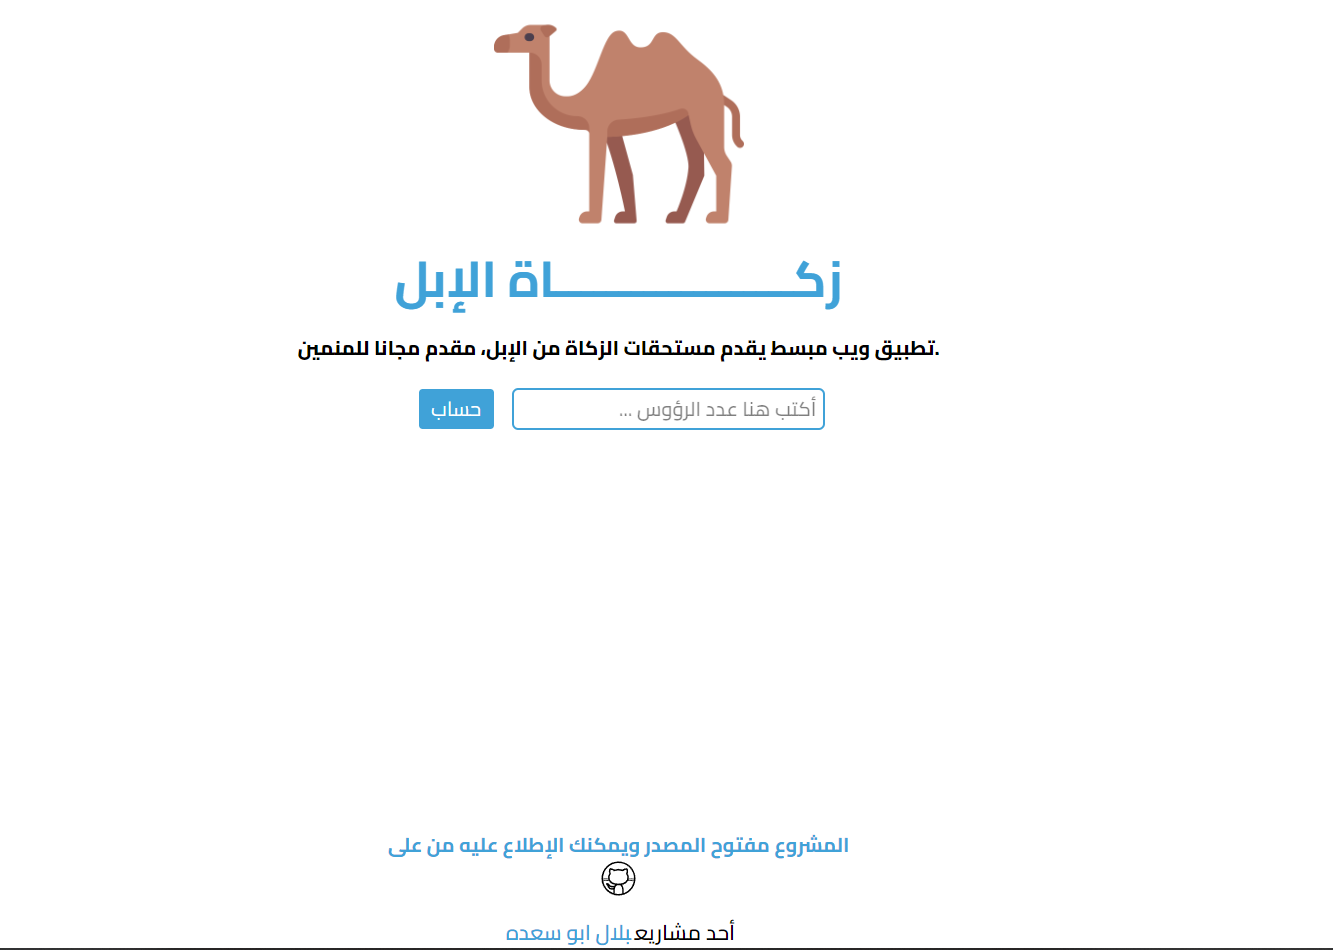 زكـــــــــــــــاة الإبل
تطبيق ويب مبسط يقدم مستحقات الزكاة من الإبل، مقدم مجانا للمنمين.
أكتب هنا عدد الرؤوس ...
حساب
المشروع مفتوح المصدر ويمكنك الإطلاع عليه من على
أحد مشاريع بلال ابو سعده